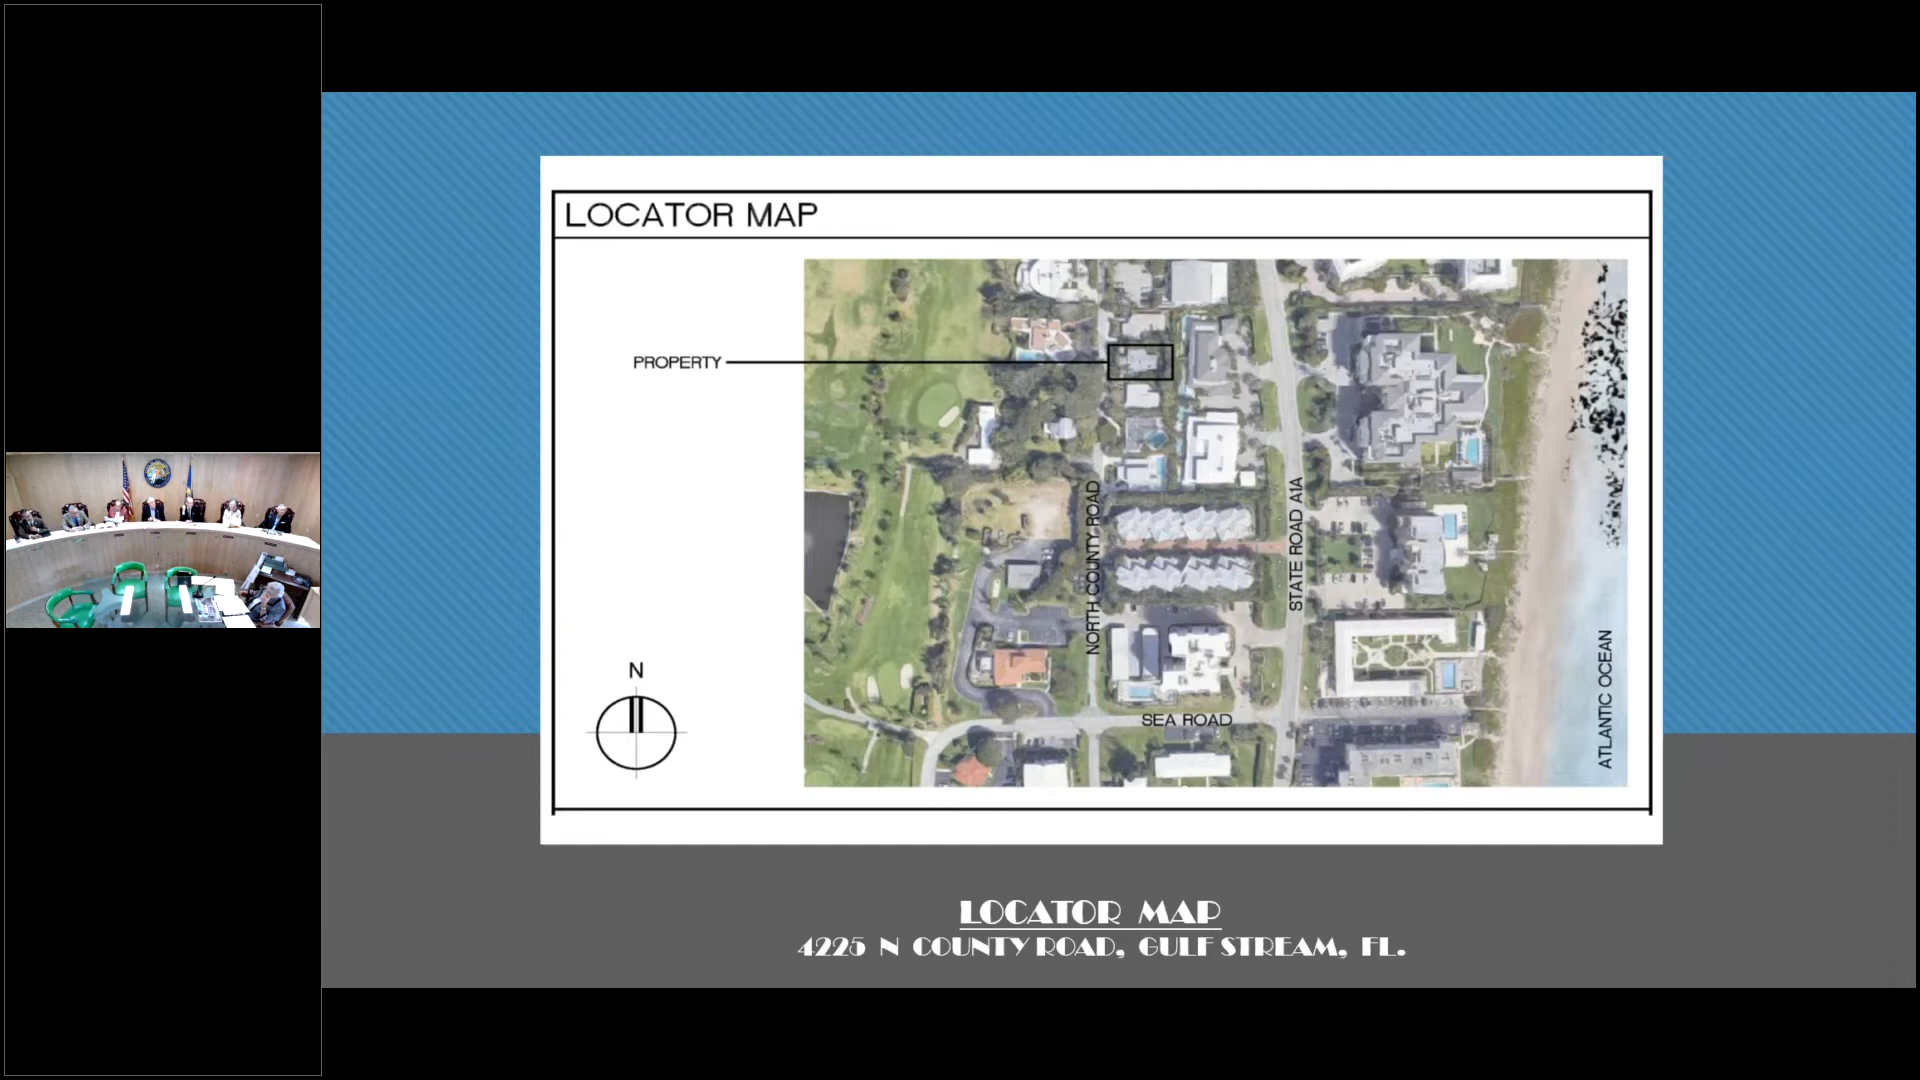 LOCATOR MAP
PROPERTY
NORTH COUNTY ROAD
STATE ROAD A1A
SEA ROAD
ATLANTIC OCEAN
N
LOCATOR MAP
4225 N COUNTY ROAD, GULF STREAM, FL.